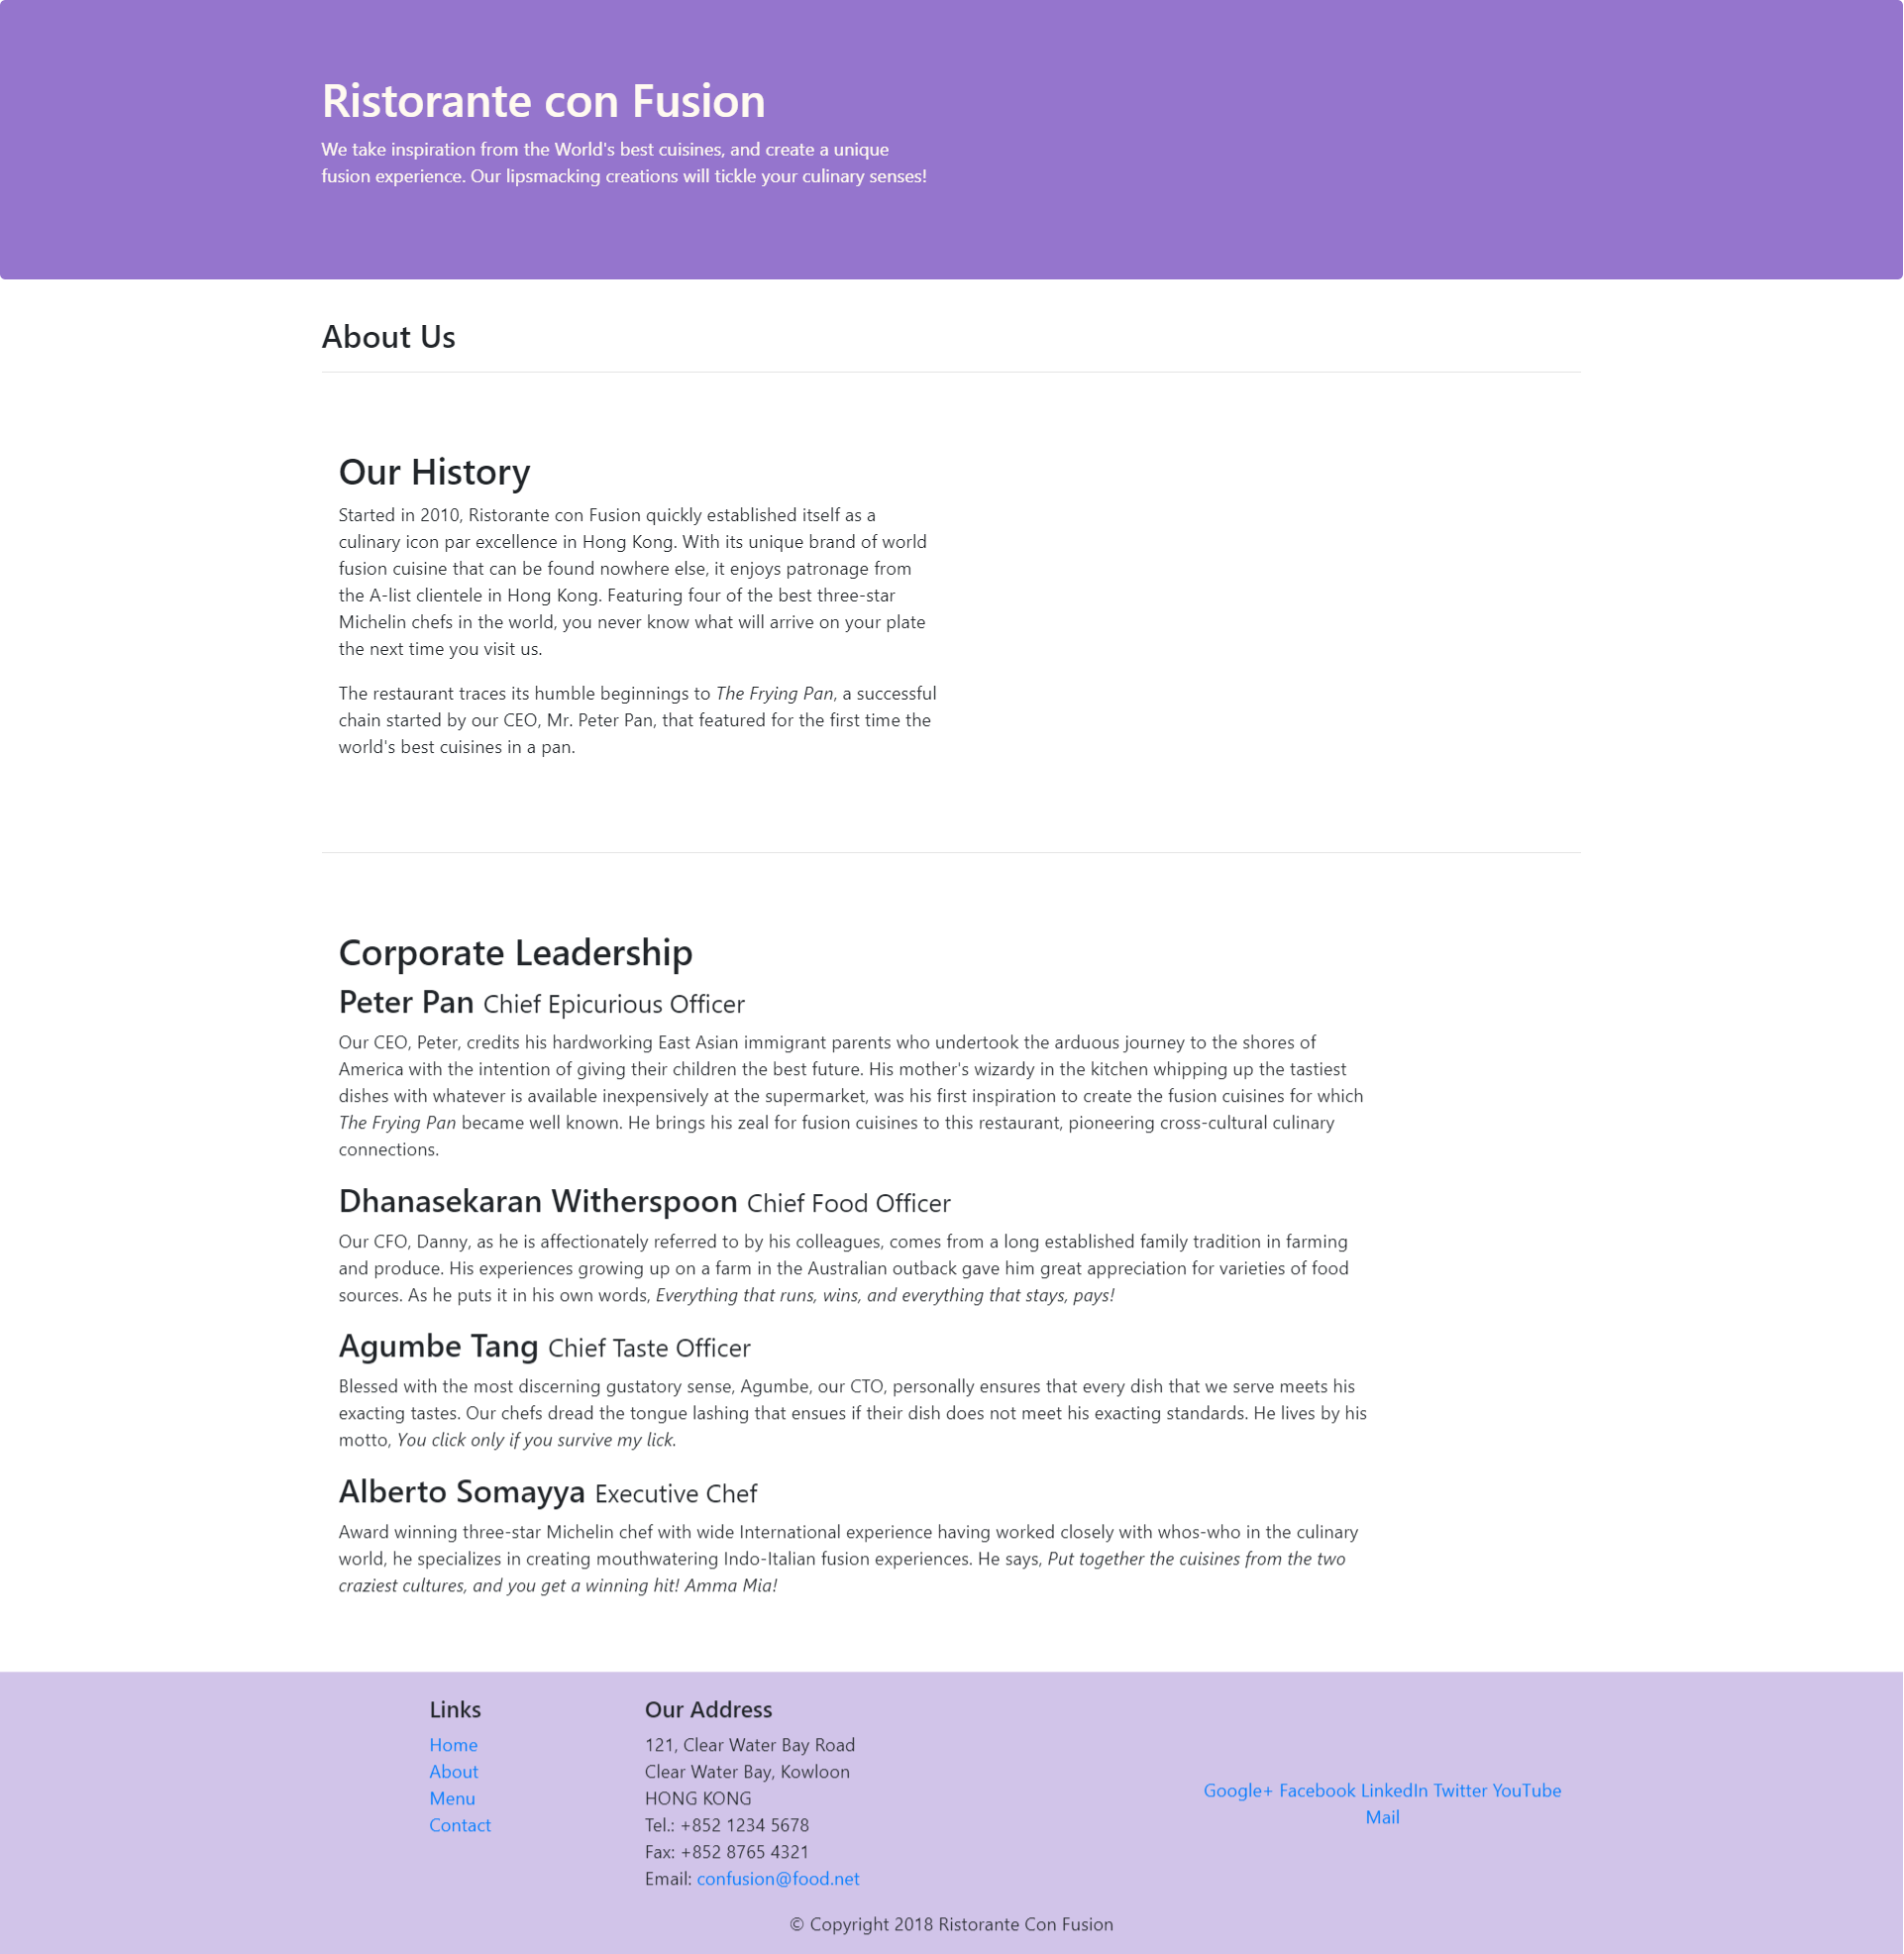 Ristorante con Fusion
We take inspiration from the World's best cuisines, and create a unique
fusion experience. Our lipsmacking creations will tickle your culinary senses!
About Us
Our History
Started in 2010, Ristorante con Fusion quickly established itself as a
culinary icon par excellence in Hong Kong. With its unique brand of world
fusion cuisine that can be found nowhere else, it enjoys patronage from
the A-list clientele in Hong Kong. Featuring four of the best three-star
Michelin chefs in the world, you never know what will arrive on your plate
the next time you visit us.
The restaurant traces its humble beginnings to The Frying Pan, a successful
chain started by our CEO, Mr. Peter Pan, that featured for the first time the
world's best cuisines in a pan.
Corporate Leadership
Peter Pan Chief Epicurious Officer
Our CEO, Peter, credits his hardworking East Asian immigrant parents who undertook the arduous journey to the shores of
America with the intention of giving their children the best future. His mother's wizardy in the kitchen whipping up the tastiest
dishes with whatever is available inexpensively at the supermarket, was his first inspiration to create the fusion cuisines for which
The Frying Pan became well known. He brings his zeal for fusion cuisines to this restaurant, pioneering cross-cultural culinary
connections.
Dhanasekaran Witherspoon Chief Food Officer
Our CFO, Danny, as he is affectionately referred to by his colleagues, comes from a long established family tradition in farming
and produce. His experiences growing up on a farm in the Australian outback gave him great appreciation for varieties of food
sources. As he puts it in his own words, Everything that runs, wins, and everything that stays, pays!
Agumbe Tang Chief Taste Officer
Blessed with the most discerning gustatory sense, Agumbe, our CTO, personally ensures that every dish that we serve meets his
exacting tastes. Our chefs dread the tongue lashing that ensues if their dish does not meet his exacting standards. He lives by his
motto, You click only if you survive my lick.
Alberto Somayya Executive Chef
Award winning three-star Michelin chef with wide International experience having worked closely with whos-who in the culinary
world, he specializes in creating mouthwatering Indo-Italian fusion experiences. He says, Put together the cuisines from the two
craziest cultures, and you get a winning hit! Amma Mia!
Links
Home
About
Menu
Contact
Our Address
121, Clear Water Bay Road
Clear Water Bay, Kowloon
HONG KONG
Tel.: +852 1234 5678
Fax: +852 8765 4321
Email: confusion@food.net
Google+ Facebook LinkedIn Twitter YouTube
Mail
© Copyright 2018 Ristorante Con Fusion